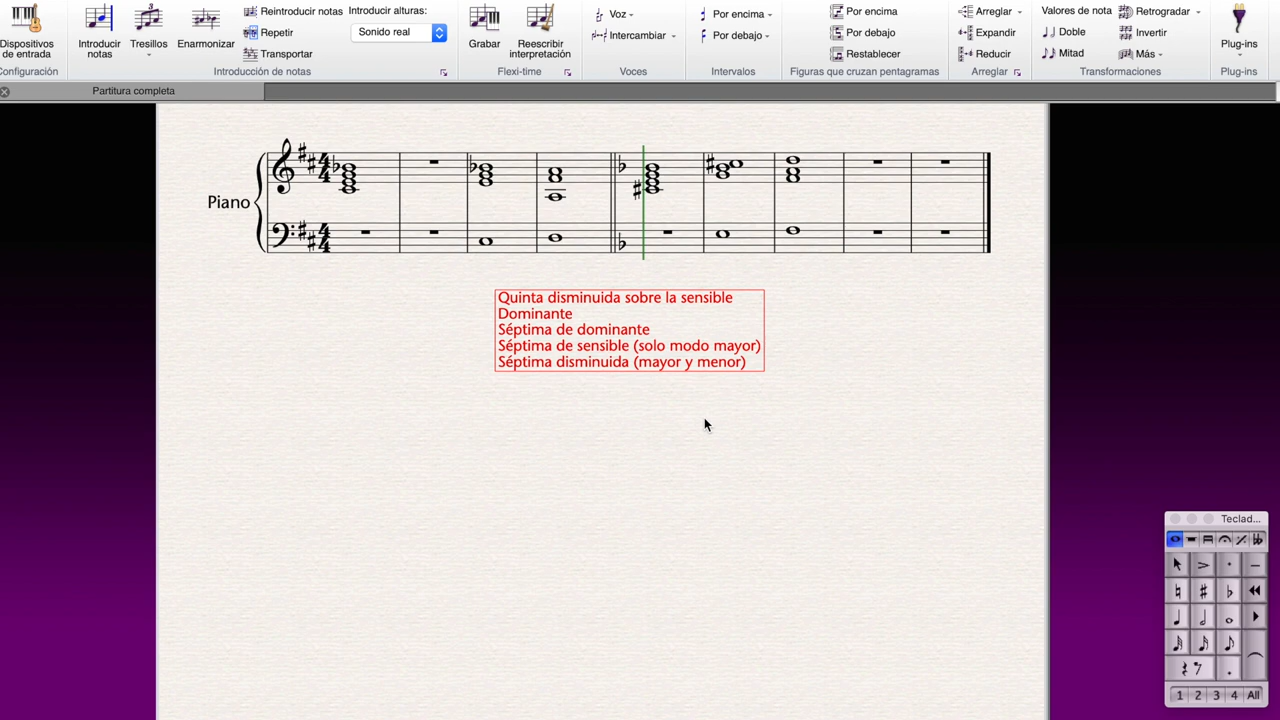 Reintroducir notas
Introducir alturas:
Por encima
Por encima
Arreglar
Valores de nota
Retrogradar
Voz
Sonido real
Repetir
Intercambiar
Por debajo
Por debajo
Expandir
Doble
Invertir
Dispositivos
de entrada
Introducir
notas
Tresillos
Enarmonizar
Transportar
Grabar
Reescribir
interpretación
Restablecer
Reducir
Mitad
Más
Plug-ins
Configuración
Introducción de notas
Flexi-time
Voces
Intervalos
Figuras que cruzan pentagramas
Arreglar
Transformaciones
Plug-ins
Partitura completa
Piano
Quinta disminuida sobre la sensible
Dominante
Séptima de dominante
Séptima de sensible (solo modo mayor)
Séptima disminuida (mayor y menor)
Teclad...
1 2 3 4 All